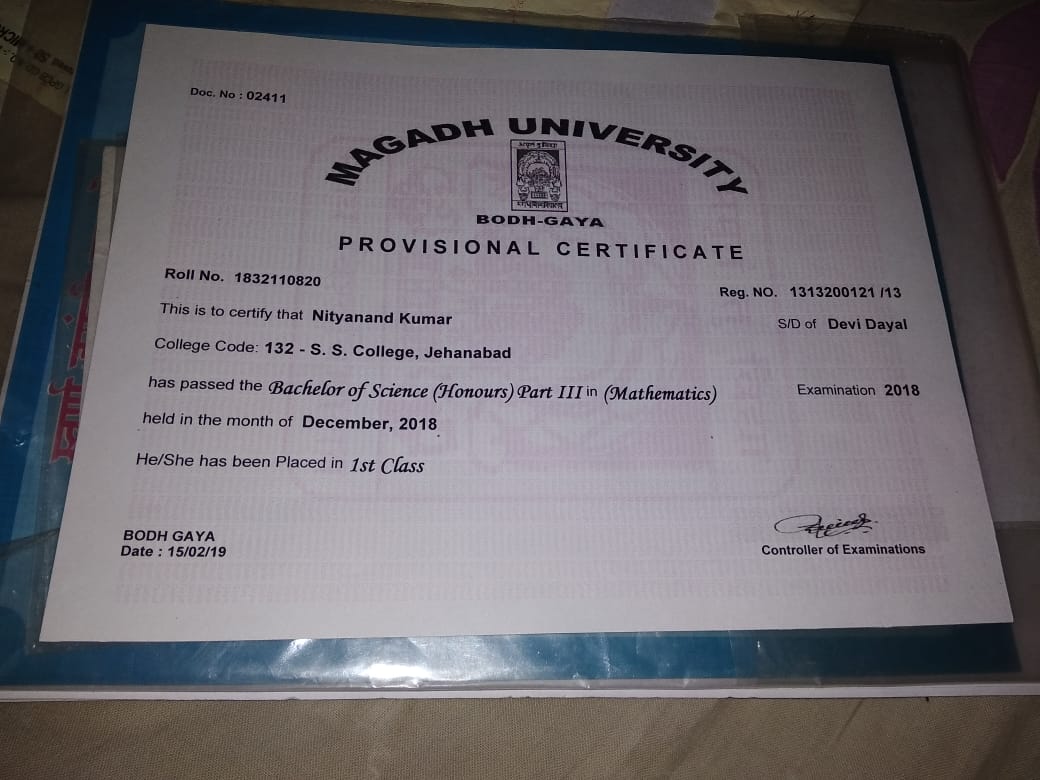 Doc. No : 02411
MAGADH UNIVERSITY
BODH-GAYA
PROVISIONAL CERTIFICATE
Roll No. 1832110820
Reg. NO. 1313200121 /13
This is to certify that Nityanand Kumar
S/D of Devi Dayal
College Code: 132 - S. S. College, Jehanabad
has passed the Bachelor of Science (Honours) Part III in (Mathematics)
Examination 2018
held in the month of December, 2018
He/She has been Placed in 1st Class
BODH GAYA
Date : 15/02/19
Controller of Examinations